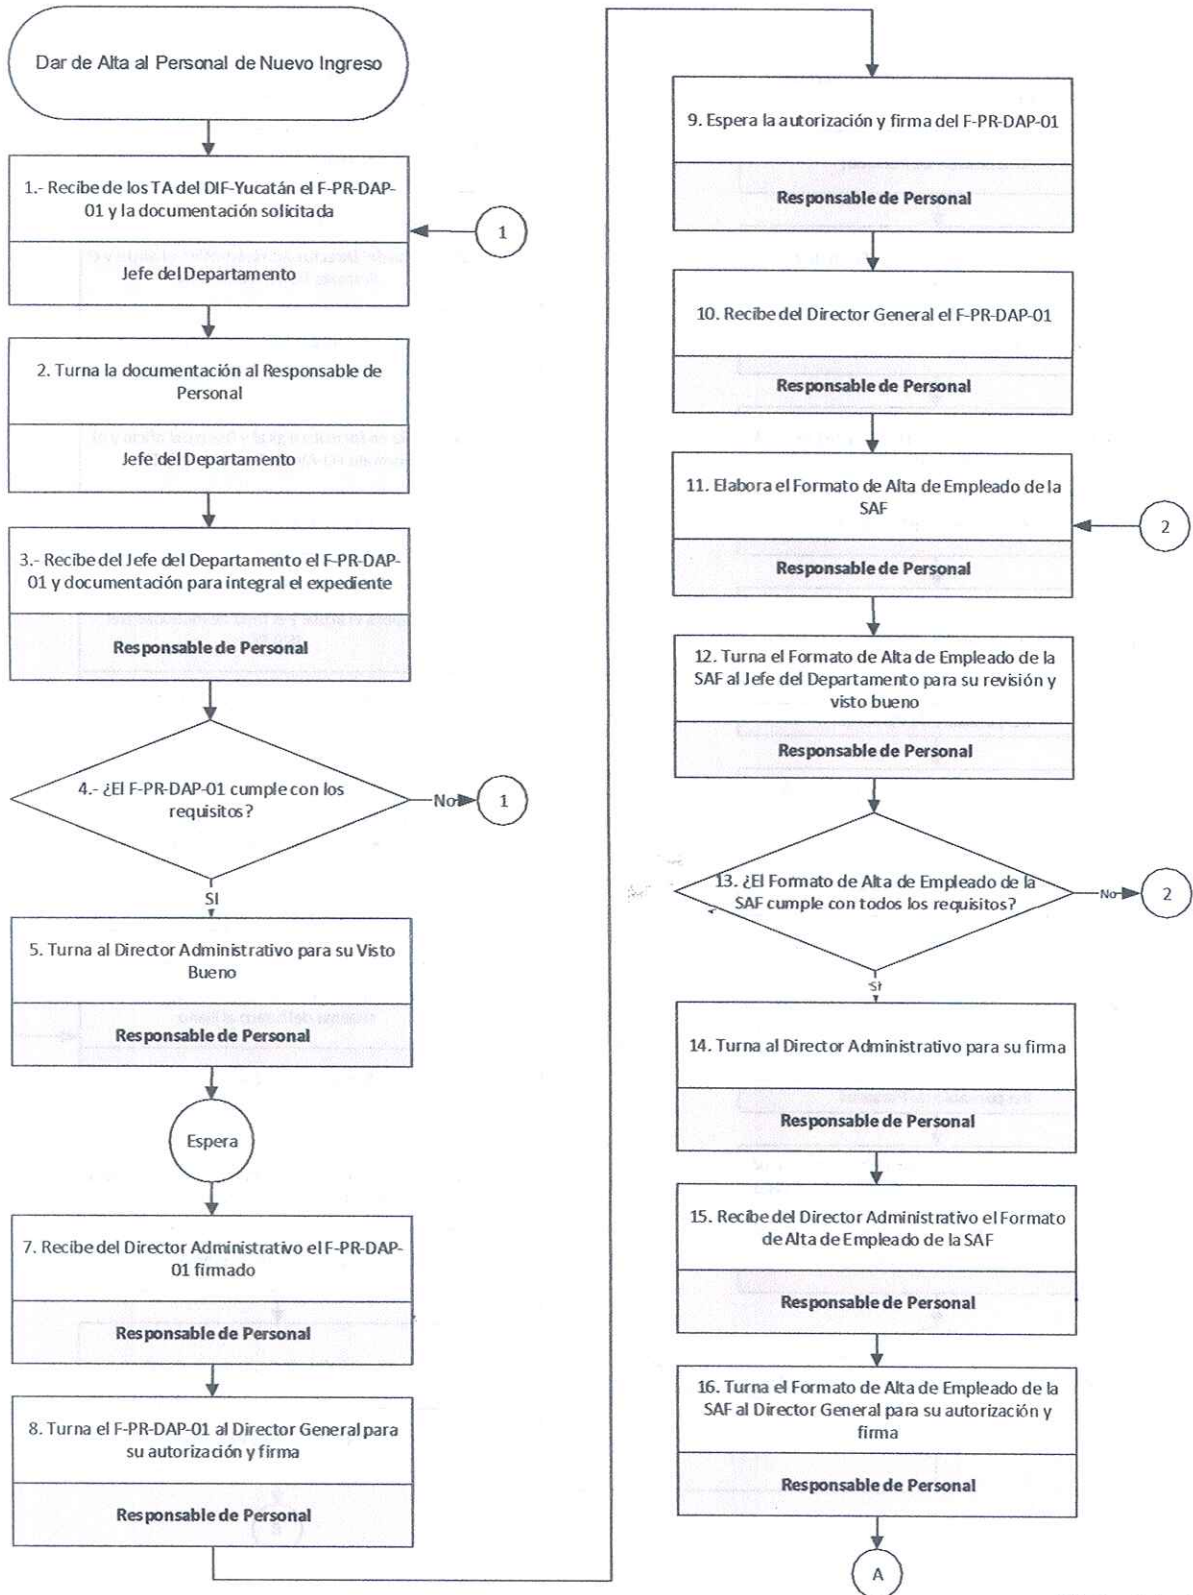 Dar de Alta al Personal de Nuevo Ingreso
1.- Recibe de los TA del DIF-Yucatán el F-PR-DAP-
01 y la documentación solicitada
Jefe del Departamento
1
2. Turna la documentación al Responsable de
Personal
Jefe del Departamento
3.- Recibe del Jefe del Departamento el F-PR-DAP-
01 y documentación para integral el expediente
Responsable de Personal
4.- ¿El F-PR-DAP-01 cumple con los
requisitos?
No
1
SI
5. Turna al Director Administrativo para su Visto
Bueno
Responsable de Personal
Espera
7. Recibe del Director Administrativo el F-PR-DAP-
01 firmado
Responsable de Personal
8. Turna el F-PR-DAP-01 al Director General para
su autorización y firma
Responsable de Personal
9. Espera la autorización y firma del F-PR-DAP-01
Responsable de Personal
10. Recibe del Director General el F-PR-DAP-01
Responsable de Personal
11. Elabora el Formato de Alta de Empleado de la
SAF
Responsable de Personal
2
12. Turna el Formato de Alta de Empleado de la
SAF al Jefe del Departamento para su revisión y
visto bueno
Responsable de Personal
13. ¿El Formato de Alta de Empleado de la
SAF cumple con todos los requisitos?
No
2
SI
14. Turna al Director Administrativo para su firma
Responsable de Personal
15. Recibe del Director Administrativo el Formato
de Alta de Empleado de la SAF
Responsable de Personal
16. Turna el Formato de Alta de Empleado de la
SAF al Director General para su autorización y
firma
Responsable de Personal
A